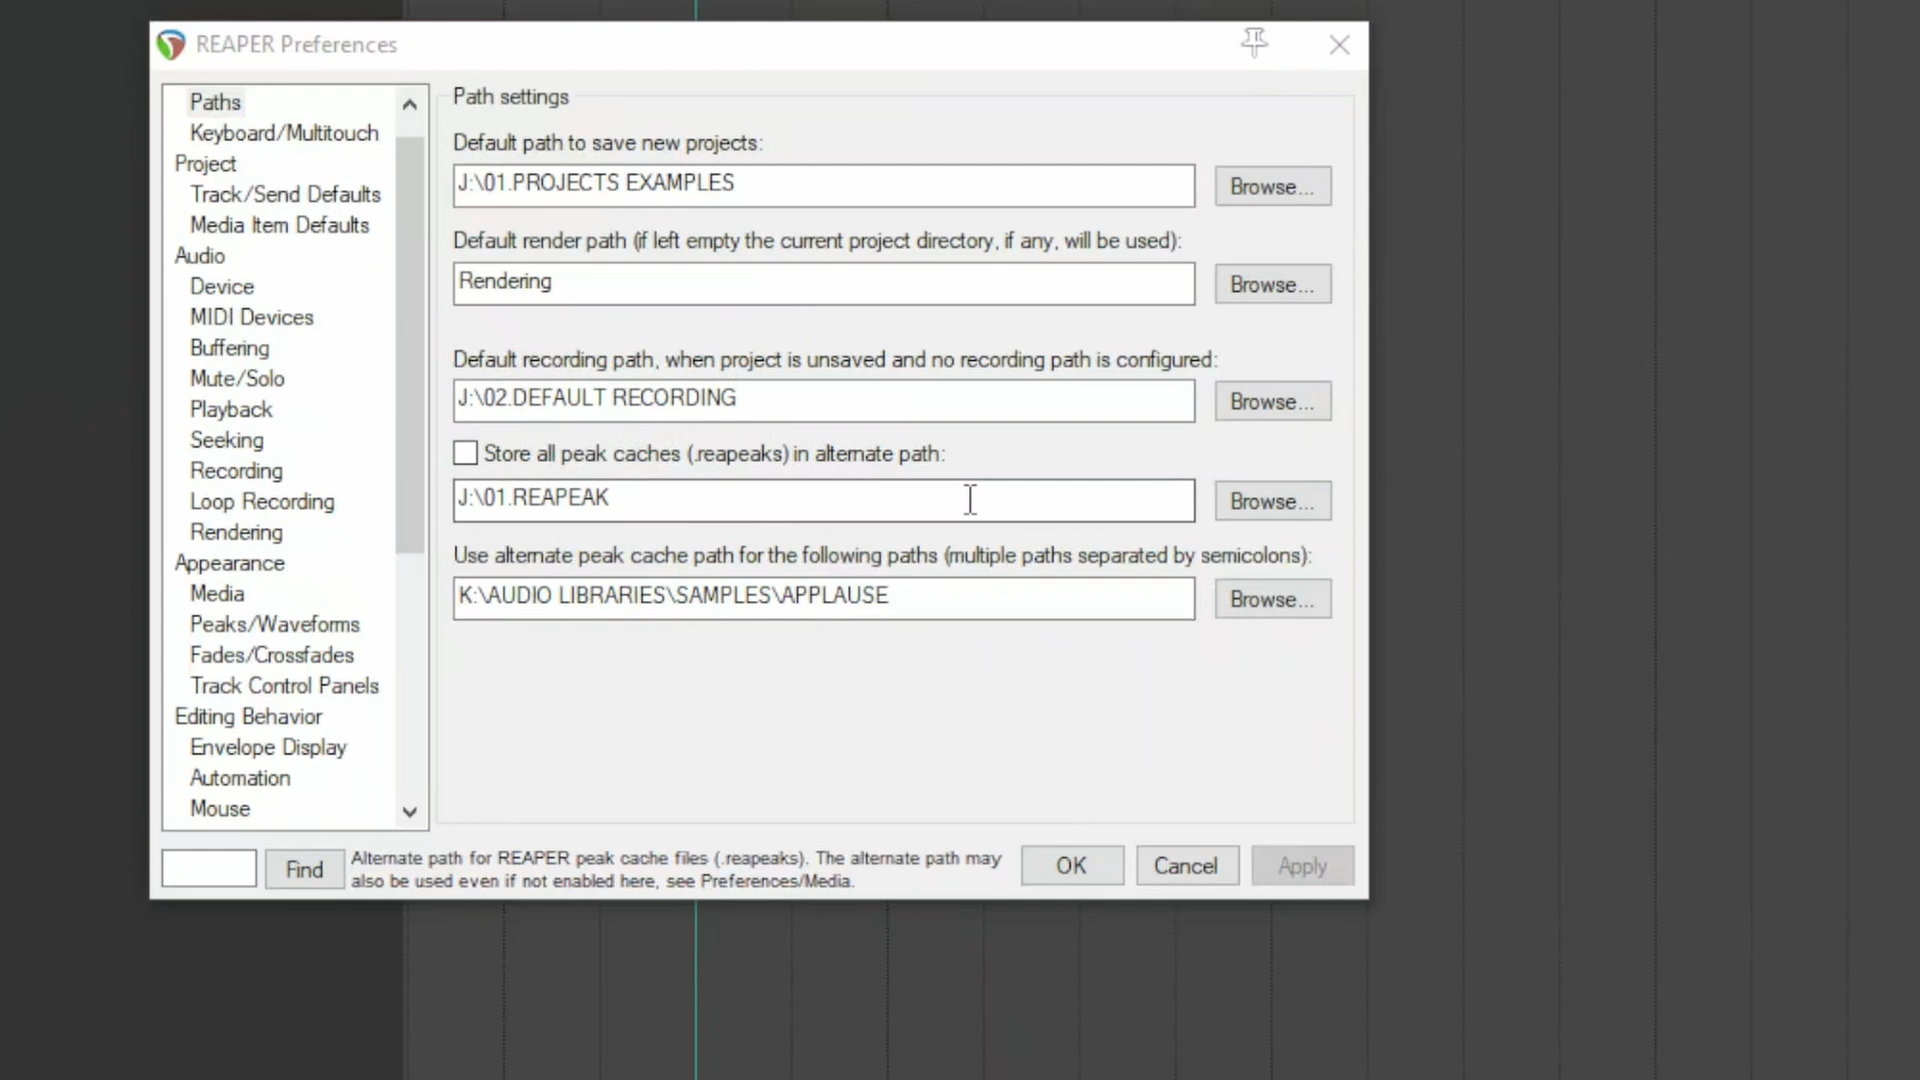 REAPER Preferences
Paths
Keyboard/Multitouch
Project
Track/Send Defaults
Media Item Defaults
Audio
Device
MIDI Devices
Buffering
Mute/Solo
Playback
Seeking
Recording
Loop Recording
Rendering
Appearance
Media
Peaks/Waveforms
Fades/Crossfades
Track Control Panels
Editing Behavior
Envelope Display
Automation
Mouse
Path settings
Default path to save new projects:
J:\01.PROJECTS EXAMPLES
Browse...
Default render path (if left empty the current project directory, if any, will be used):
Rendering
Browse...
Default recording path, when project is unsaved and no recording path is configured:
J:\02.DEFAULT RECORDING
Browse...
Store all peak caches (.reapeaks) in alternate path:
J:\01.REAPEAK
Browse...
Use alternate peak cache path for the following paths (multiple paths separated by semicolons):
K:\AUDIO LIBRARIES\SAMPLES\APPLAUSE
Browse...
Find
Alternate path for REAPER peak cache files (.reapeaks). The alternate path may
also be used even if not enabled here, see Preferences/Media.
OK
Cancel
Apply